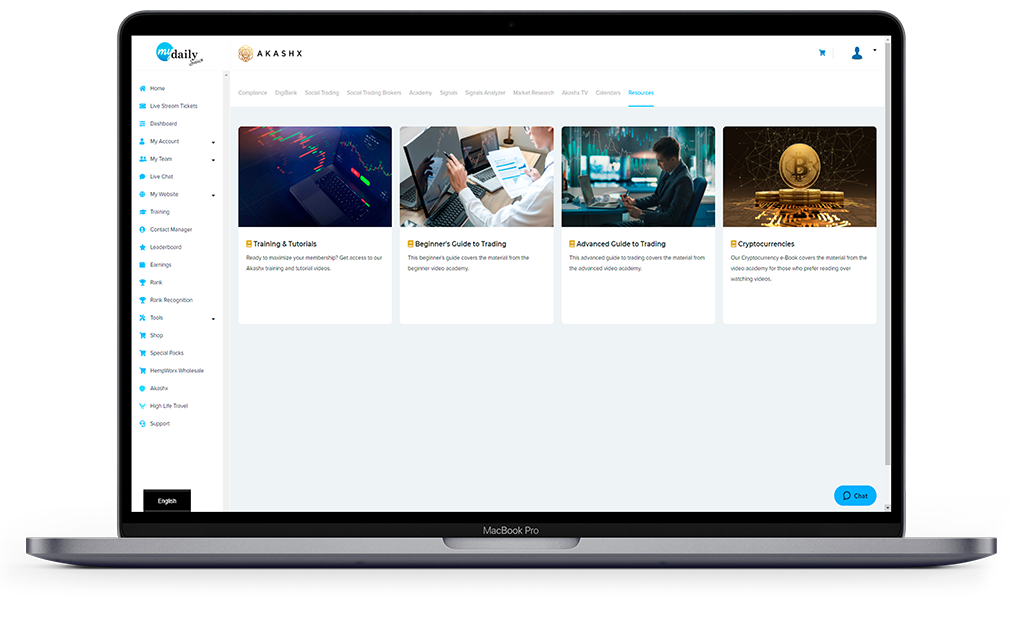 my daily choice
AKASHX
Home
Live Stream Tickets
Dashboard
My Account
My Team
Live Chat
My Website
Training
Contact Manager
Leaderboard
Earnings
Rank
Rank Recognition
Tools
Shop
Special Packs
HempWorx Wholesale
Akashx
High Life Travel
Support
English
Compliance DigiBank Social Trading Social Trading Brokers Academy Signals Signals Analyzer Market Research Akashx TV Calendars Resources
Training & Tutorials
Ready to maximize your membership? Get access to our
Akashx training and tutorial videos.
Beginner's Guide to Trading
This beginner's guide covers the material from the
beginner video academy.
Advanced Guide to Trading
This advanced guide to trading covers the material from
the advanced video academy.
Cryptocurrencies
Our Cryptocurrency e-Book covers the material from the
video academy for those who prefer reading over
watching videos.
Chat
MacBook Pro